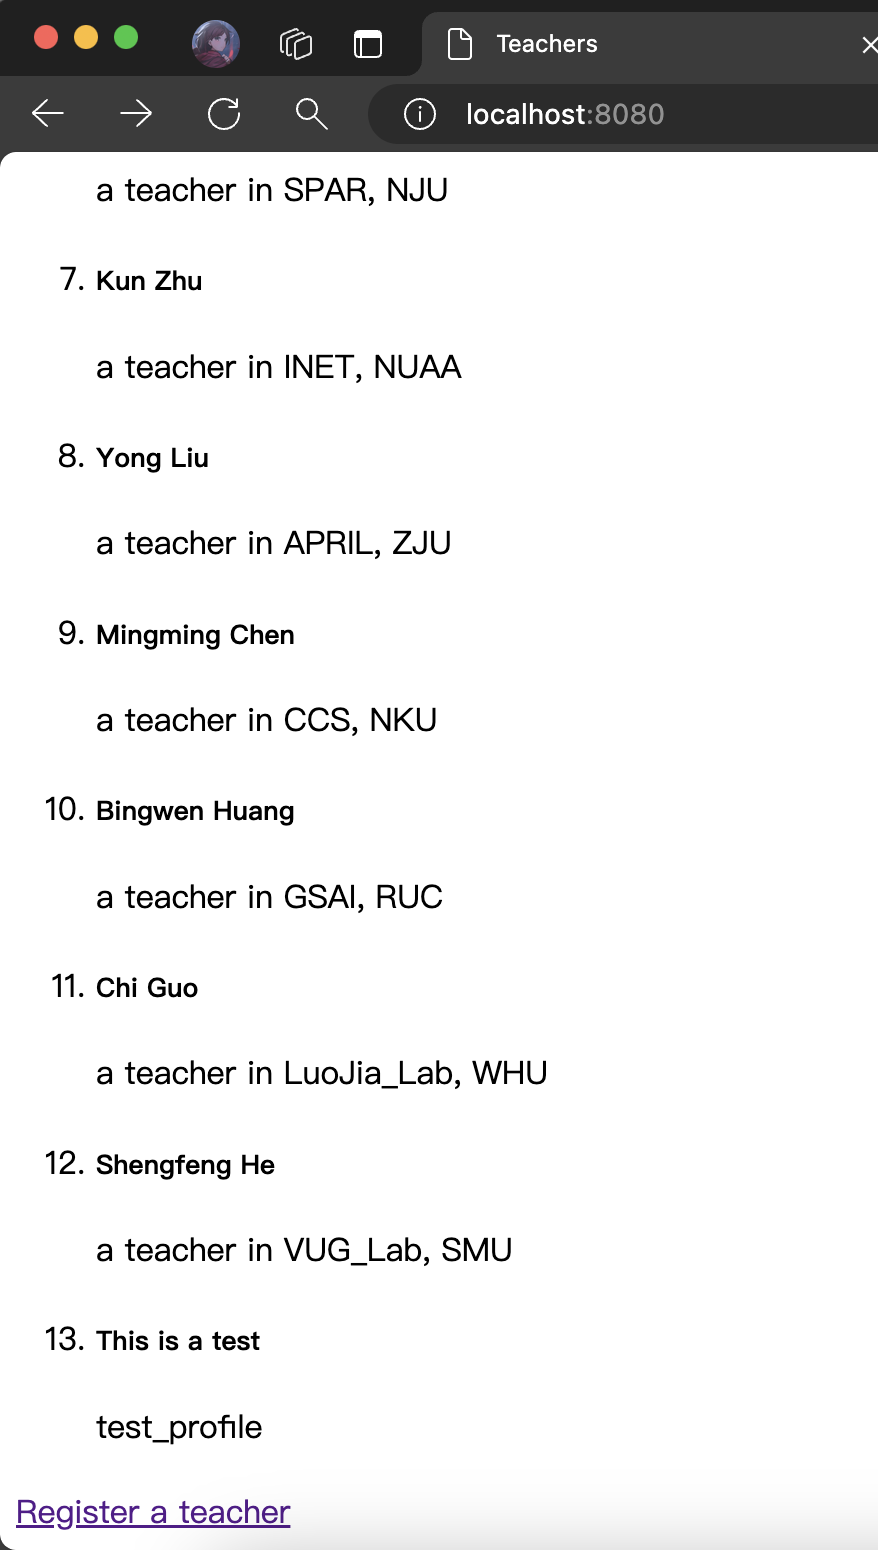 Teachers
localhost:8080
a teacher in SPAR, NJU
7. Kun Zhu
a teacher in INET, NUAA
8. Yong Liu
a teacher in APRIL, ZJU
9. Mingming Chen
a teacher in CCS, NKU
10. Bingwen Huang
a teacher in GSAI, RUC
11. Chi Guo
a teacher in LuoJia_Lab, WHU
12. Shengfeng He
a teacher in VUG_Lab, SMU
13. This is a test
test_profile
Register a teacher